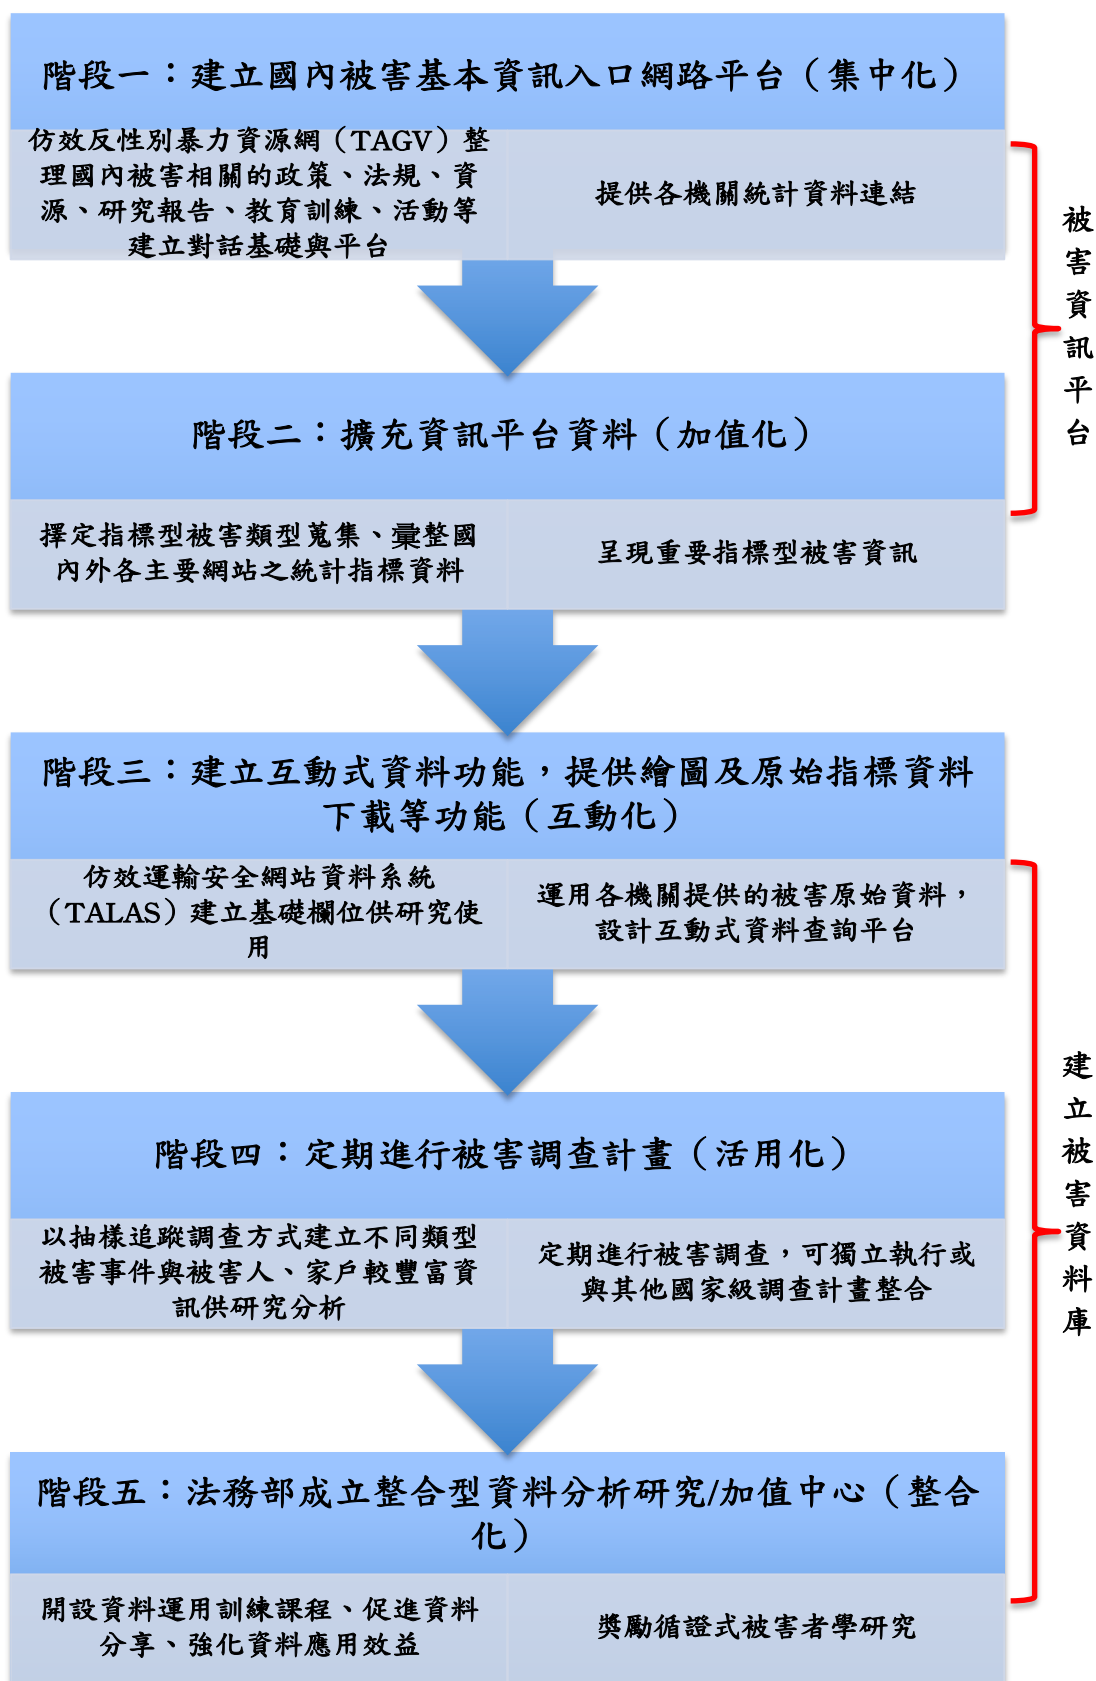 階段一：建立國內被害基本資訊入口網路平台（集中化）
仿效反性別暴力資源網（TAGV）整
理國內被害相關的政策、法規、資
源、研究報告、教育訓練、活動等
建立對話基礎與平台
提供各機關統計資料連結
階段二：擴充資訊平台資料（加值化）
擇定指標型被害類型蒐集、彙整國
內外各主要網站之統計指標資料
呈現重要指標型被害資訊
被害資訊平台
階段三：建立互動式資料功能，提供繪圖及原始指標資料
下載等功能（互動化）
仿效運輸安全網站資料系統
（TALAS）建立基礎欄位供研究使
用
運用各機關提供的被害原始資料，
設計互動式資料查詢平台
階段四：定期進行被害調查計畫（活用化）
以抽樣追蹤調查方式建立不同類型
被害事件與被害人、家戶較豐富資
訊供研究分析
定期進行被害調查，可獨立執行或
與其他國家級調查計畫整合
階段五：法務部成立整合型資料分析研究/加值中心（整合
化）
開設資料運用訓練課程、促進資料
分享、強化資料應用效益
獎勵循證式被害者學研究
建立被害資料庫